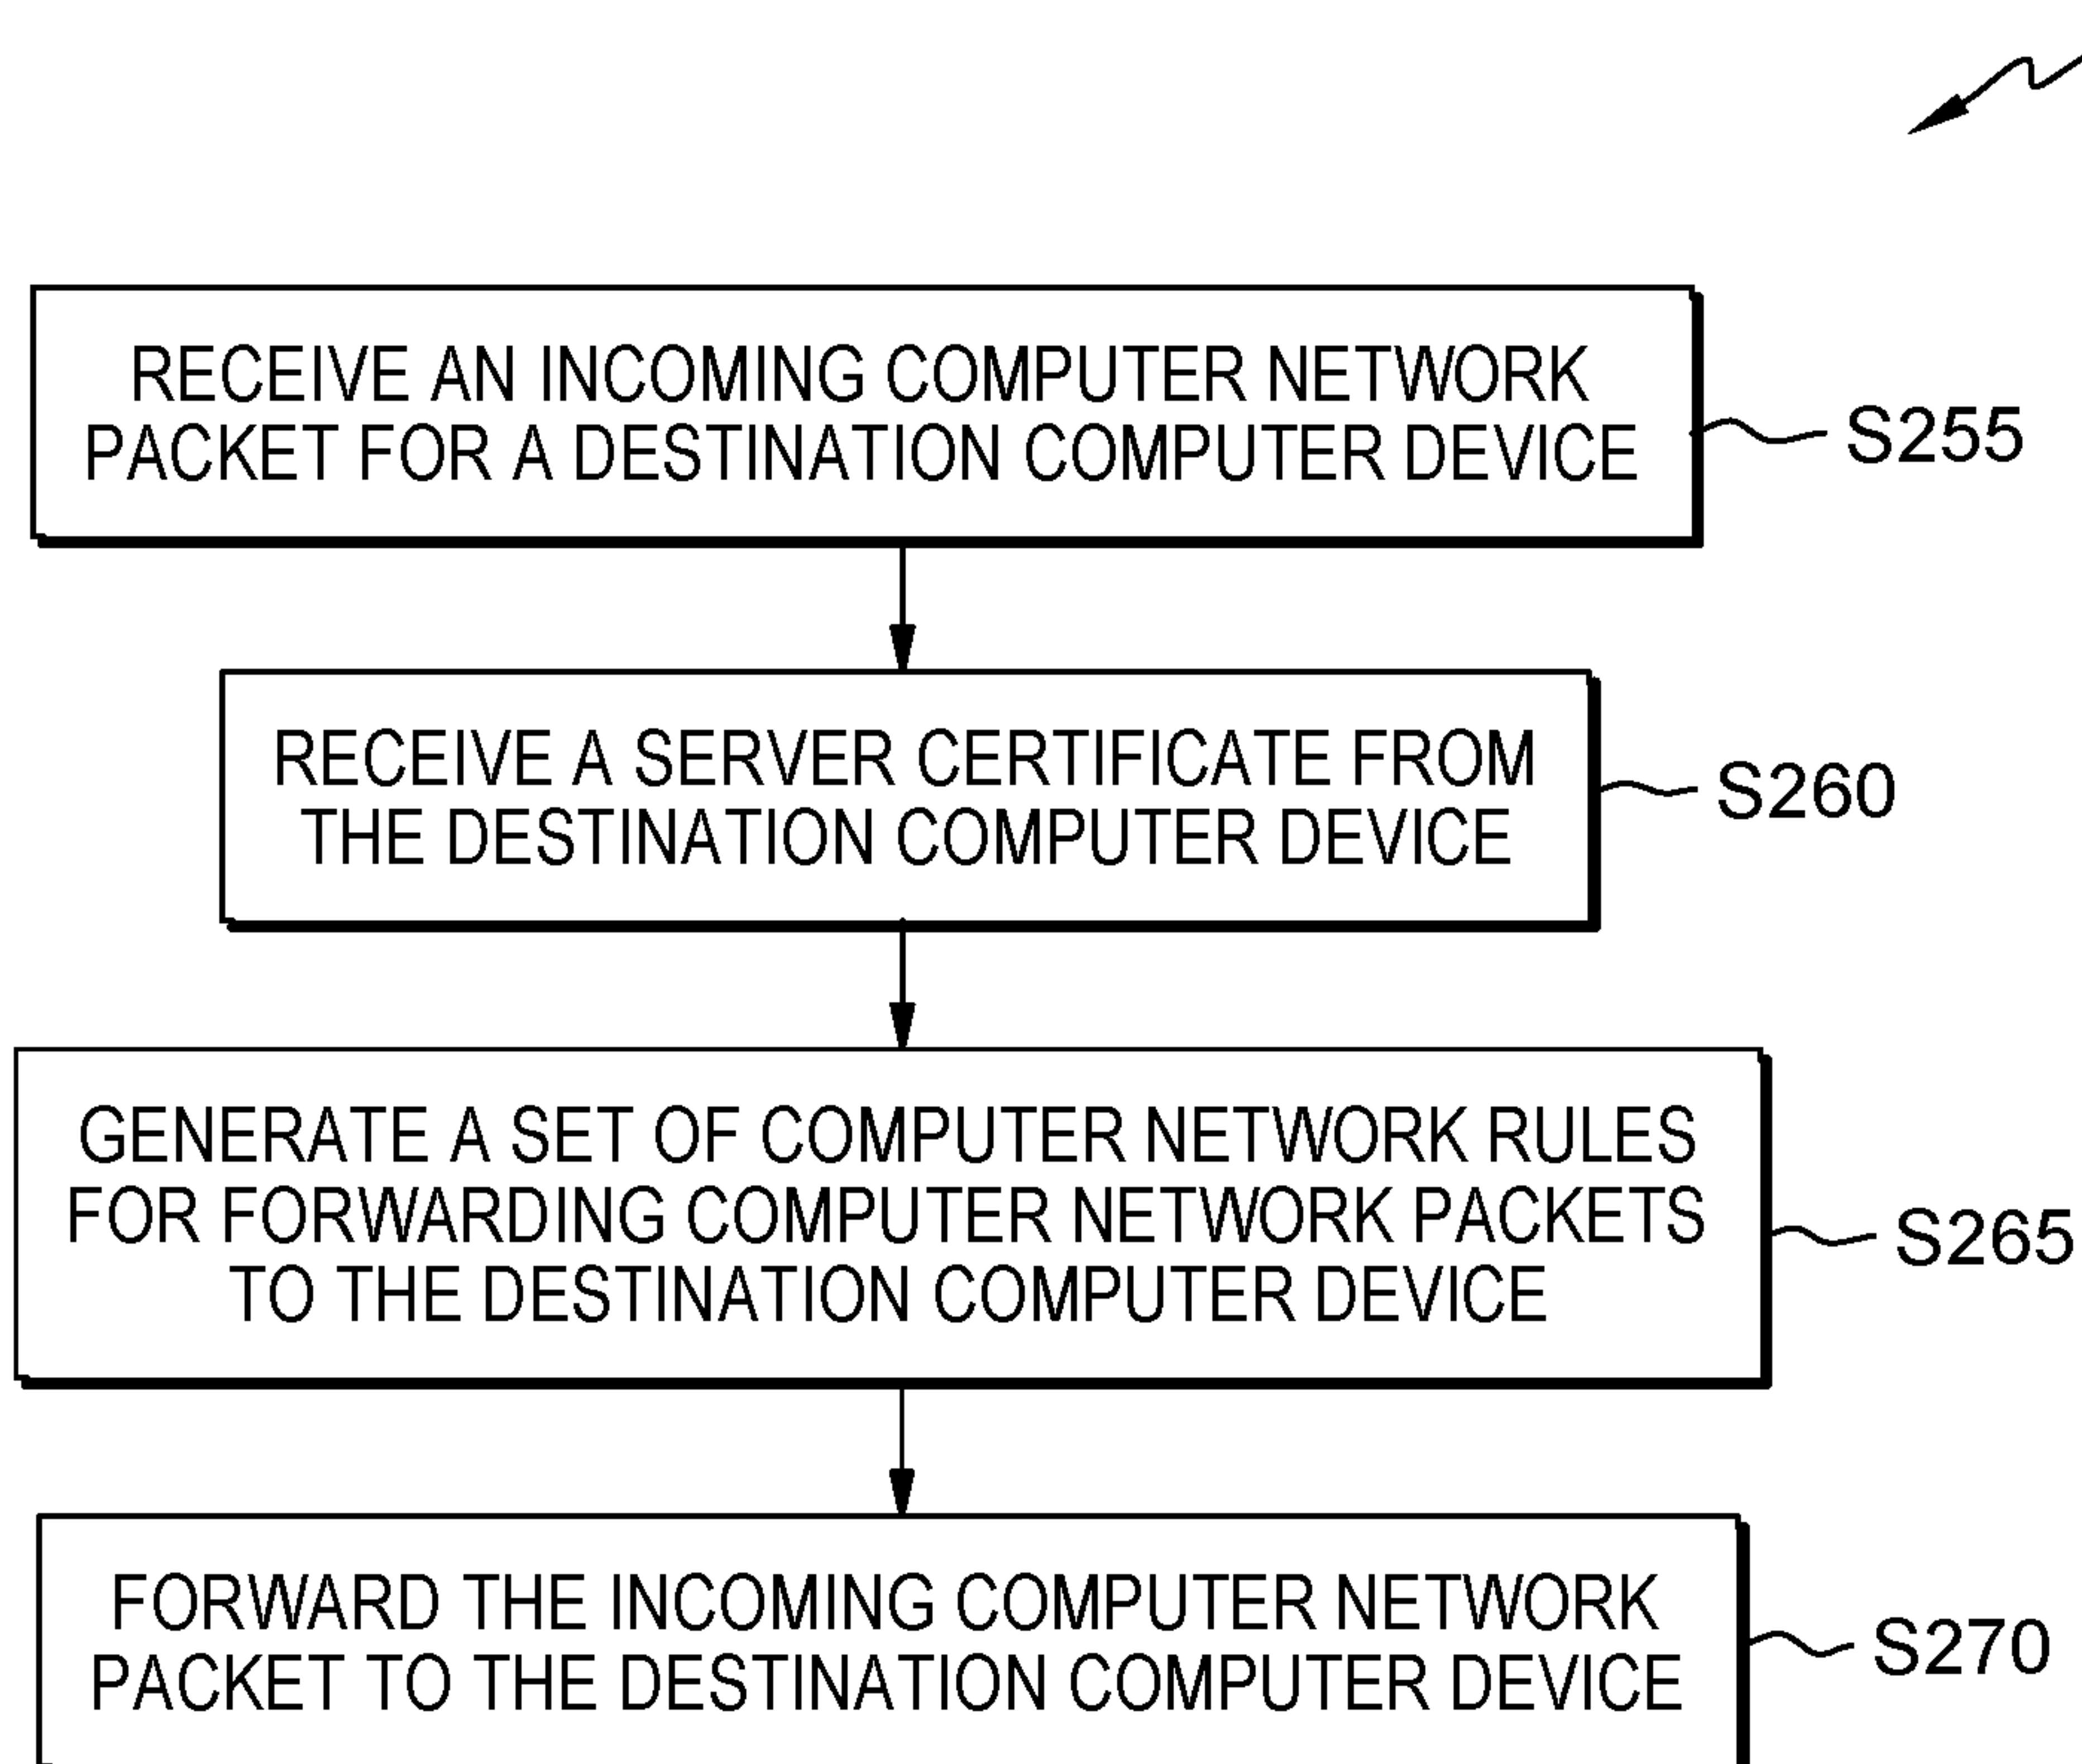 RECEIVE AN INCOMING COMPUTER NETWORK
PACKET FOR A DESTINATION COMPUTER DEVICE
S255
RECEIVE A SERVER CERTIFICATE FROM
THE DESTINATION COMPUTER DEVICE
S260
GENERATE A SET OF COMPUTER NETWORK RULES
FOR FORWARDING COMPUTER NETWORK PACKETS
TO THE DESTINATION COMPUTER DEVICE
S265
FORWARD THE INCOMING COMPUTER NETWORK
PACKET TO THE DESTINATION COMPUTER DEVICE
S270